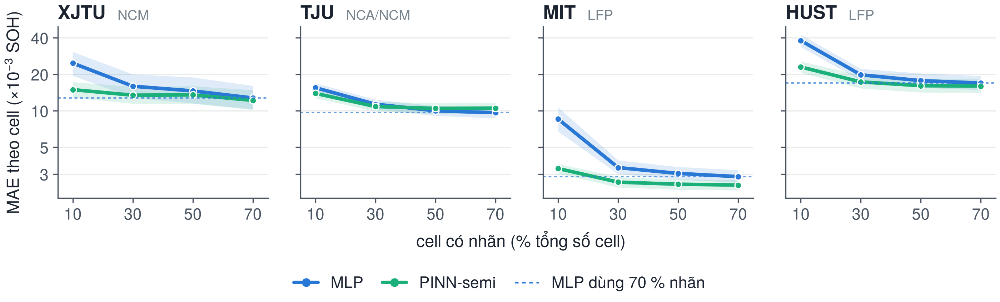 XJTU NCM
TJU NCA/NCM
MIT LFP
HUST LFP
MAE theo cell (×10⁻³ SOH)
40
20
10
5
3
10 30 50 70
10 30 50 70
10 30 50 70
10 30 50 70
cell có nhãn (% tổng số cell)
MLP
PINN-semi
MLP dùng 70 % nhãn